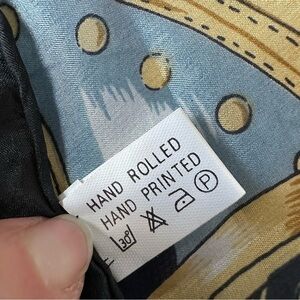 HAND ROLLED
HAND PRINTED
30°
P